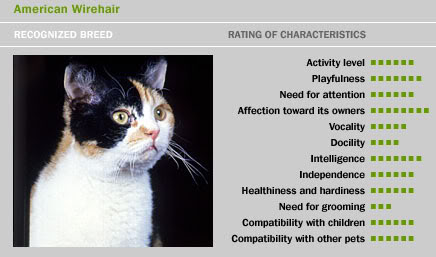 American Wirehair
RECOGNIZED BREED
RATING OF CHARACTERISTICS
Activity level
Playfulness
Need for attention
Affection toward its owners
Vocality
Docility
Intelligence
Independence
Healthiness and hardiness
Need for grooming
Compatibility with children
Compatibility with other pets